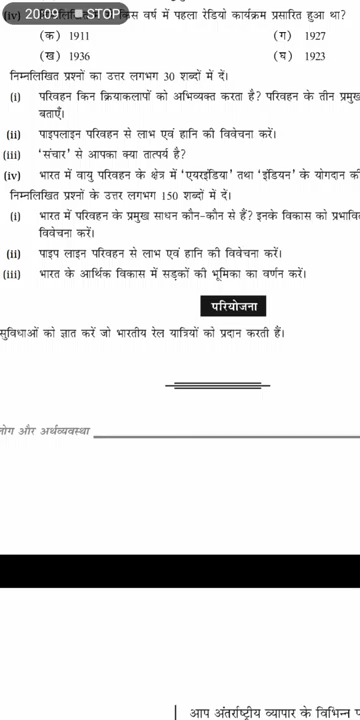 20:09 STOP
(iv) किस वर्ष में पहला रेडियो कार्यक्रम प्रसारित हुआ था?
(क) 1911 (ग) 1927
(ख) 1936 (घ) 1923
निम्नलिखित प्रश्नों का उत्तर लगभग 30 शब्दों में दें।
(i) परिवहन किन क्रियाकलापों को अभिव्यक्त करता है? परिवहन के तीन प्रमुख
बताएँ।
(ii) पाइपलाइन परिवहन से लाभ एवं हानि की विवेचना करें।
(iii) ‘संचार’ से आपका क्या तात्पर्य है?
(iv) भारत में वायु परिवहन के क्षेत्र में ‘एयरइंडिया’ तथा ‘इंडियन’ के योगदान की
निम्नलिखित प्रश्नों के उत्तर लगभग 150 शब्दों में दें।
(i) भारत में परिवहन के प्रमुख साधन कौन-कौन से हैं? इनके विकास को
विवेचना करें।
(ii) पाइप लाइन परिवहन से लाभ एवं हानि की विवेचना करें।
(iii) भारत के आर्थिक विकास में सड़कों की भूमिका का वर्णन करें।
परियोजना
सुविधाओं को ज्ञात करें जो भारतीय रेल यात्रियों को प्रदान करती हैं।
और अर्थव्यवस्था
आप अंतर्राष्ट्रीय व्यापार के विभिन्न